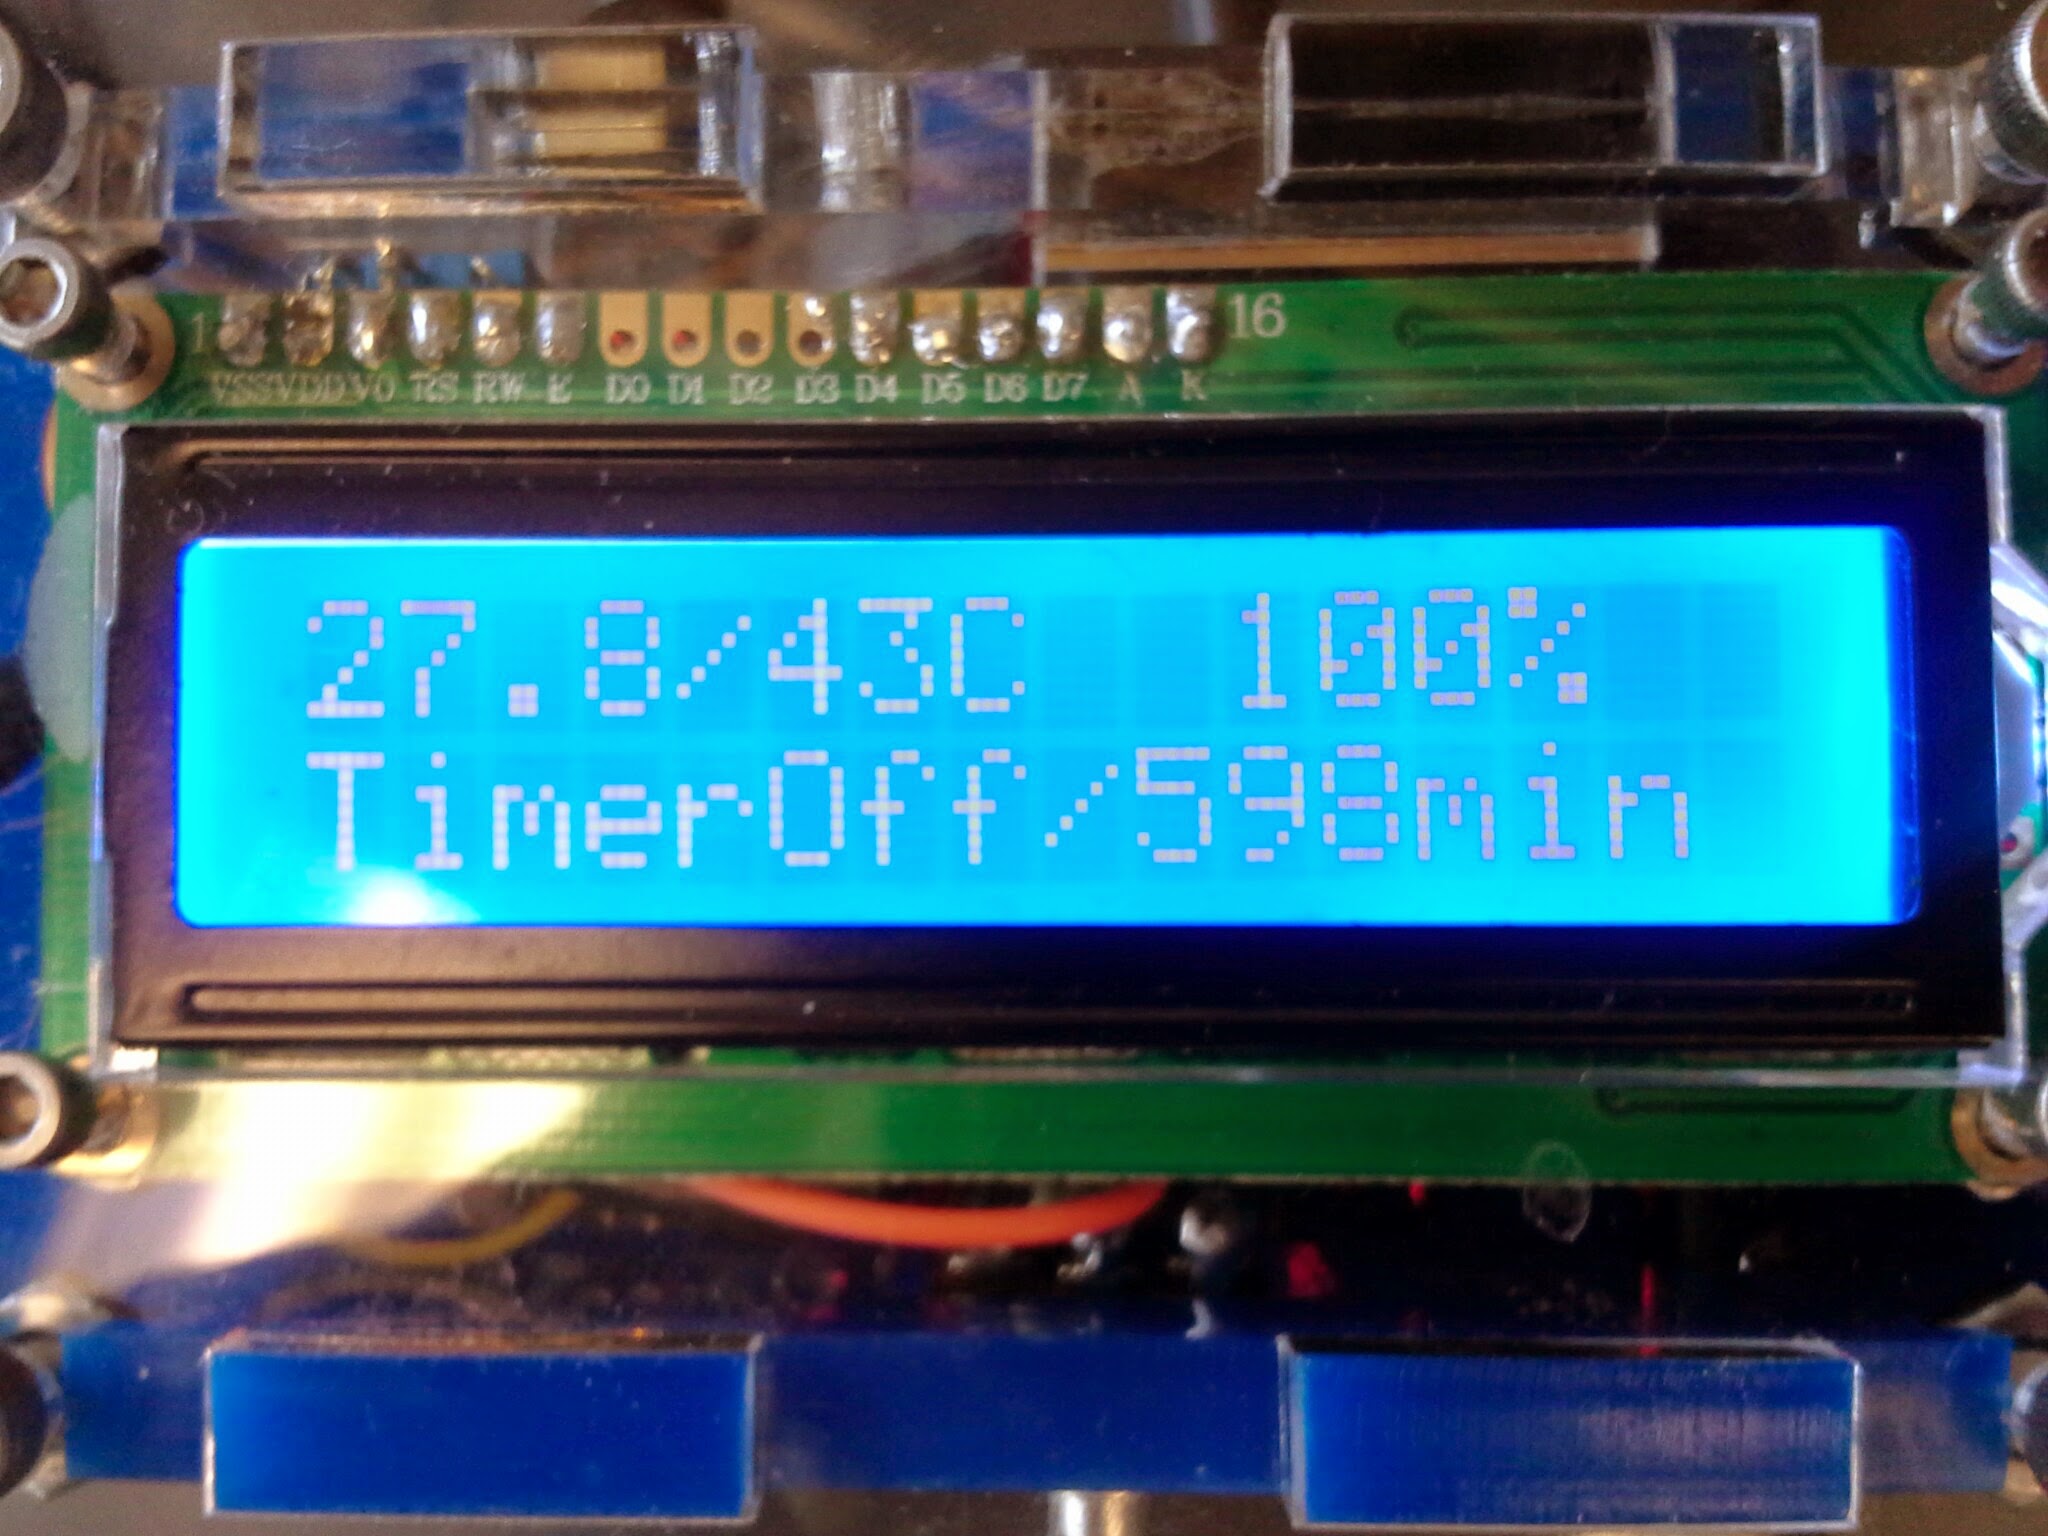 1 16
VSS VDD V0 RS RW E D0 D1 D2 D3 D4 D5 D6 D7 A K
27.8/43C 100%
TimerOff/598min